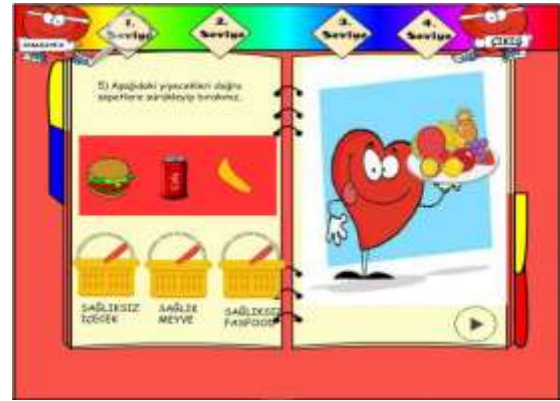 1.
Seviye
2.
Seviye
3.
Seviye
4.
Seviye
ÇIKIŞ
5) Aşağıdaki yiyecekleri doğru
sepetlere sürükleyip bırakınız.
SAĞLIKSIZ
İÇECEK
SAĞLIK
MEYVE
SAĞLIKSIZ
FASFOOD